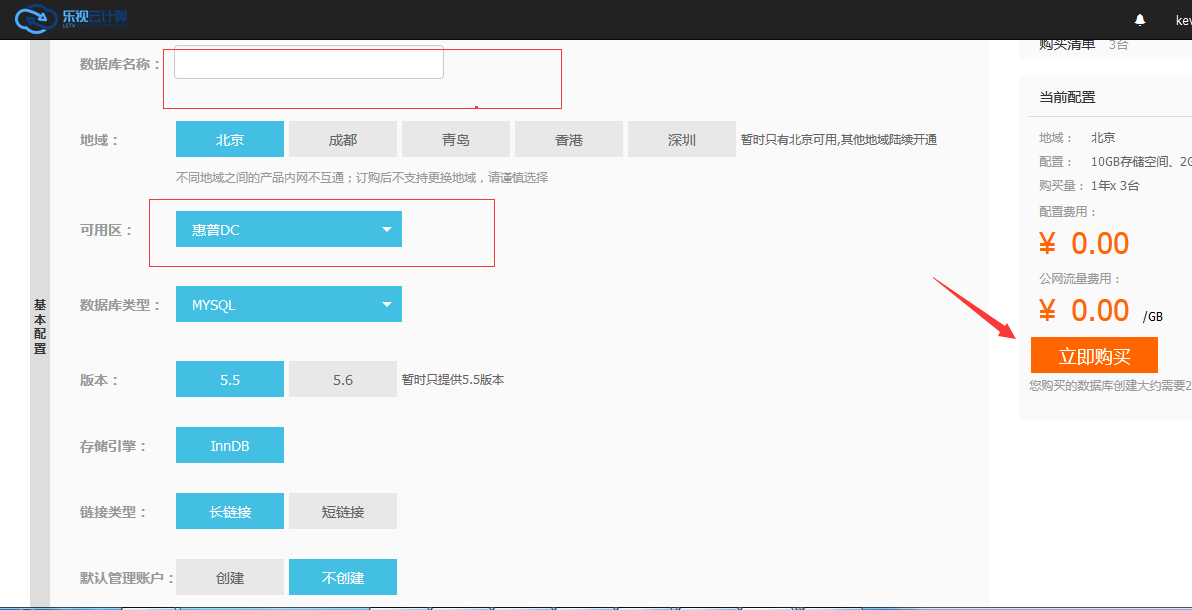 乐视云计算
ke
购买清单 3台
数据库名称：
当前配置
地域： 北京 成都 青岛 香港 深圳 暂时只有北京可用,其他地域陆续开通
不同地域之间的产品内网不互通；订购后不支持更换地域，请谨慎选择
地域： 北京
配置： 10GB存储空间、2G
购买量： 1年x 3台
配置费用：
¥ 0.00
公网流量费用：
¥ 0.00 /GB
立即购买
您购买的数据库创建大约需要2
可用区： 惠普DC
基本配置
数据库类型： MYSQL
版本： 5.5 5.6 暂时只提供5.5版本
存储引擎： InnDB
链接类型： 长链接 短链接
默认管理账户： 创建 不创建